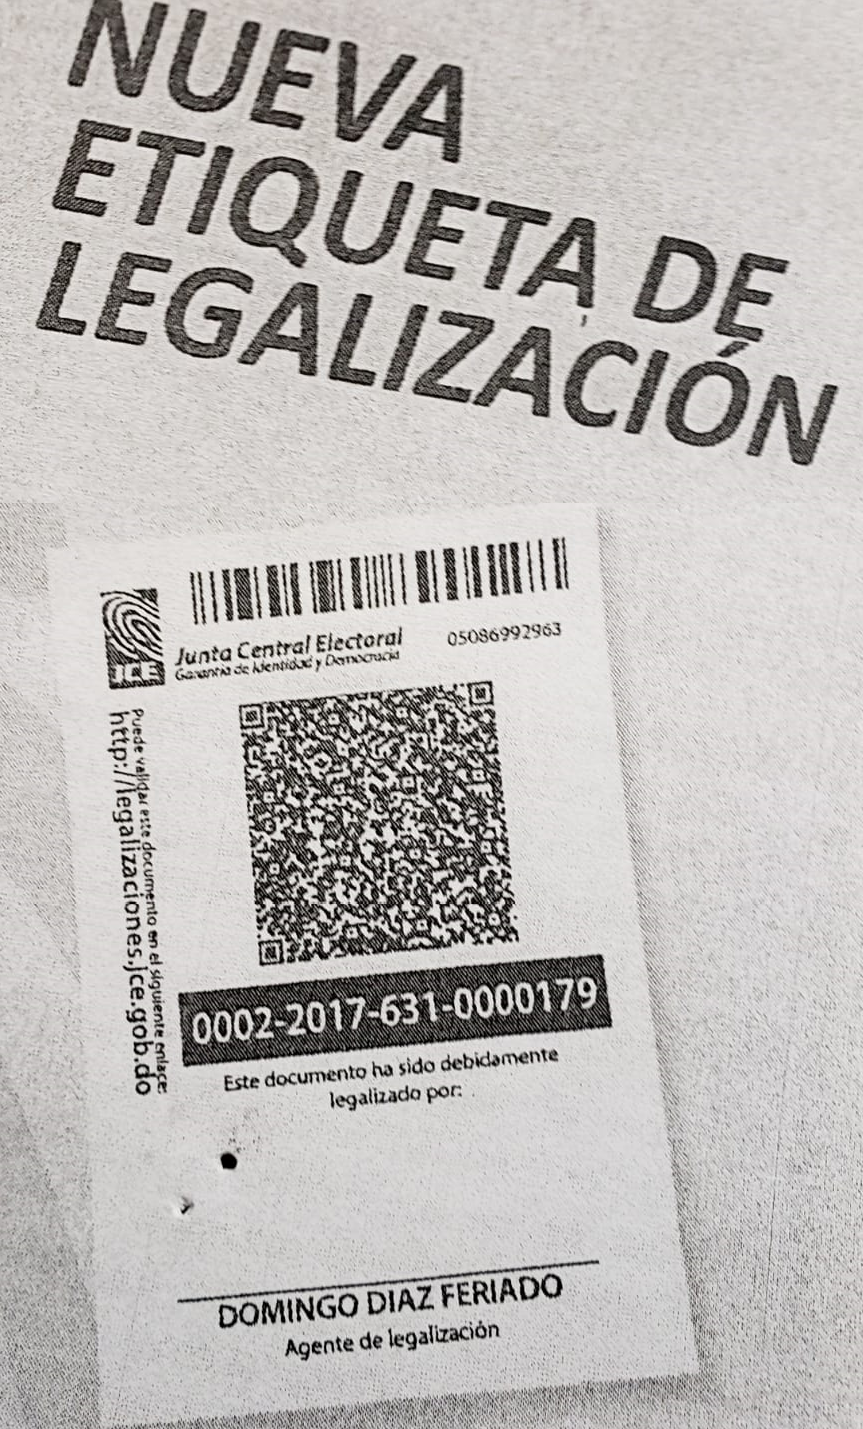 NUEVA
ETIQUETA DE
LEGALIZACIÓN
JCE
Junta Central Electoral
Garantía de Identidad y Democracia
05086992963
Puede validar este documento en el siguiente enlace:
http://legalizaciones.jce.gob.do
0002-2017-631-0000179
Este documento ha sido debidamente
legalizado por:
DOMINGO DIAZ FERIADO
Agente de legalización